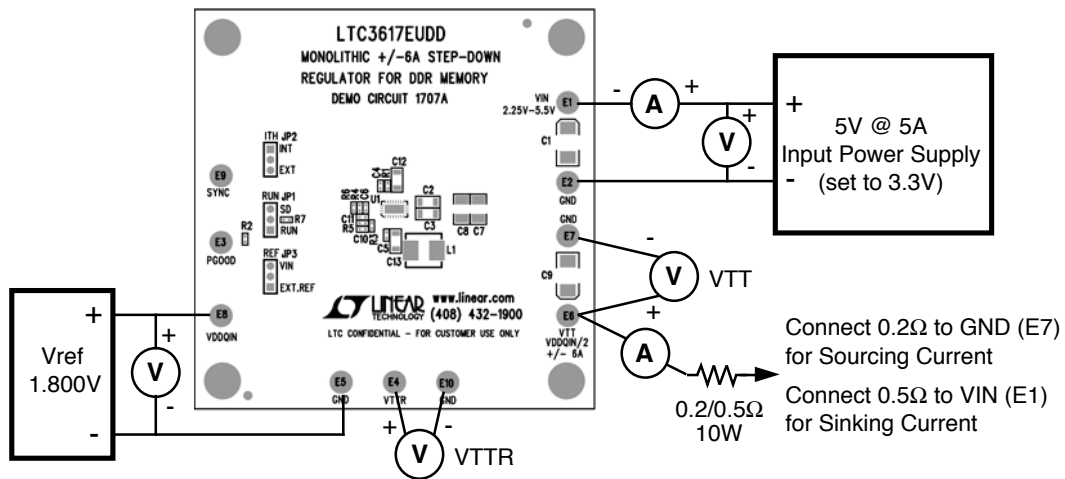 LTC3617EUDD
MONOLITHIC +/-6A STEP-DOWN
REGULATOR FOR DDR MEMORY
DEMO CIRCUIT 1707A
VIN
2.25V-5.5V
E1
- A +
+
V
-
+
5V @ 5A
Input Power Supply
(set to 3.3V)
-
C1
E2
GND
ITH JP2
INT
EXT
E9
SYNC
RUN JP1
SD
R7
RUN
R2
E3
PGOOD
REF JP3
VIN
EXT.REF
C4
R1
C12
R6
R4
C6
U1
C11
R5
C10
R3
C5
C13
C2
C3
C8 C7
L1
GND
E7
C9
-
V
VTT
+
E6
VTT
VDDQIN/2
+/- 6A
A
0.2/0.5Ω
10W
Connect 0.2Ω to GND (E7)
for Sourcing Current
Connect 0.5Ω to VIN (E1)
for Sinking Current
LINEAR
TECHNOLOGY
www.linear.com
(408) 432-1900
LTC CONFIDENTIAL - FOR CUSTOMER USE ONLY
+
Vref
1.800V
-
+
V
-
E8
VDDQIN
E5
GND
E4
VTTR
E10
GND
+
V
-
VTTR